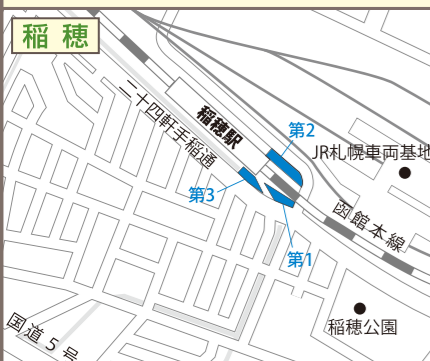 稲穂
稲穂駅
二十四軒手稲通
第2
JR札幌車両基地
第3
函館本線
第1
稲穂公園
国道5号